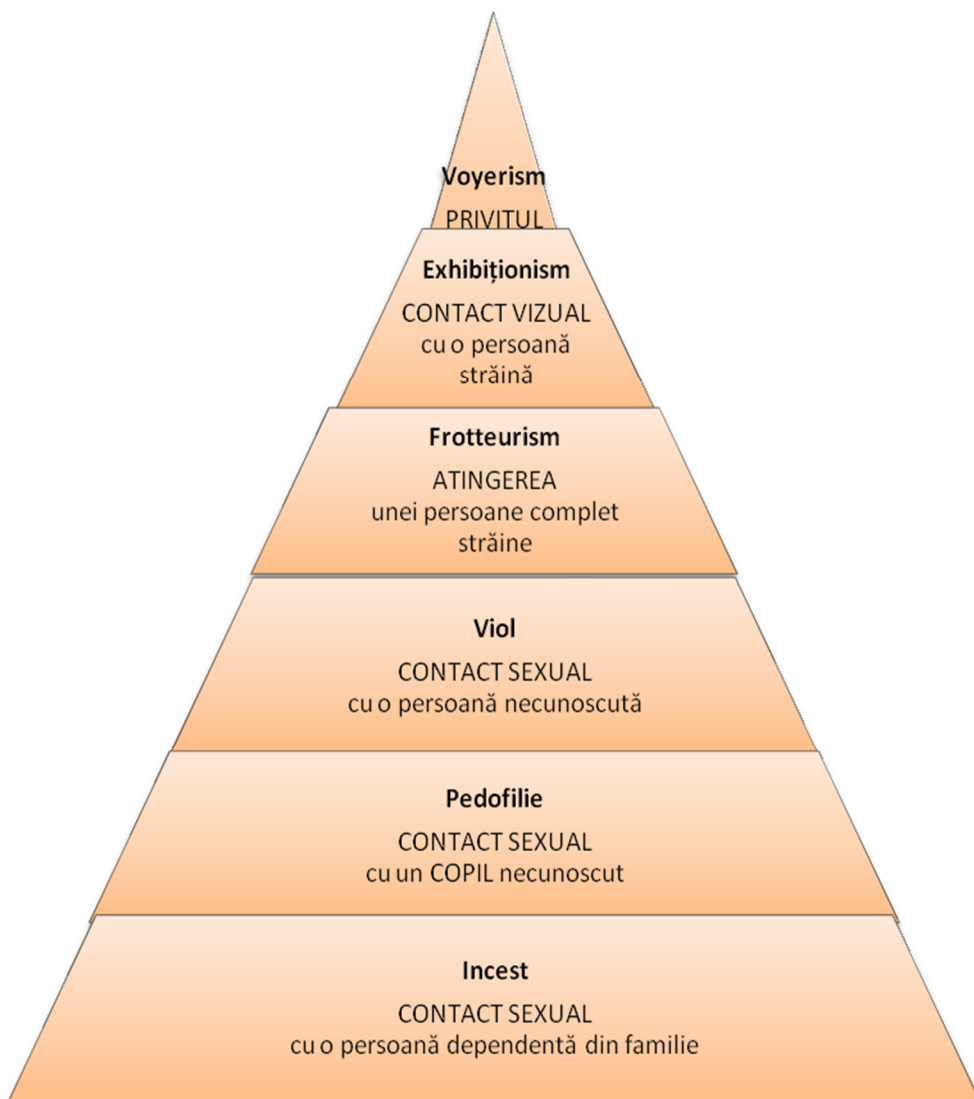 Voyerism
PRIVITUL
Exhibiționism
CONTACT VIZUAL
cu o persoană
străină
Frotteurism
ATINGEREA
unei persoane complet
străine
Viol
CONTACT SEXUAL
cu o persoană necunoscută
Pedofilie
CONTACT SEXUAL
cu un COPIL necunoscut
Incest
CONTACT SEXUAL
cu o persoană dependentă din familie